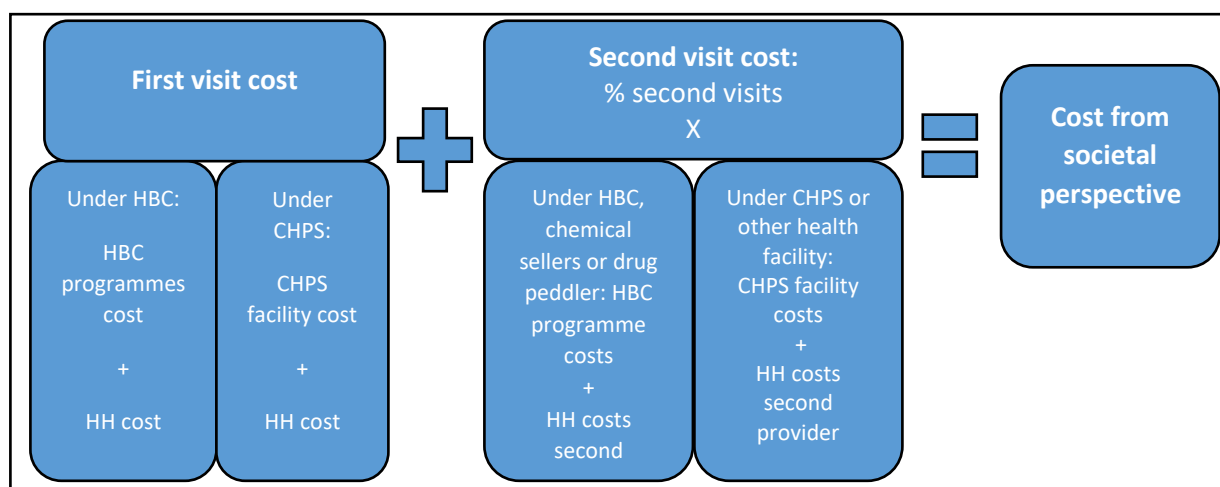 First visit cost
Under HBC:
HBC
programmes
cost
+
HH cost
Under
CHPS:
CHPS
facility cost
+
HH cost
Second visit cost:
% second visits
X
Under HBC,
chemical
sellers or drug
peddler: HBC
programme
costs
+
HH costs
second
Under CHPS or
other health
facility:
CHPS facility
costs
+
HH costs
second
provider
Cost from
societal
perspective